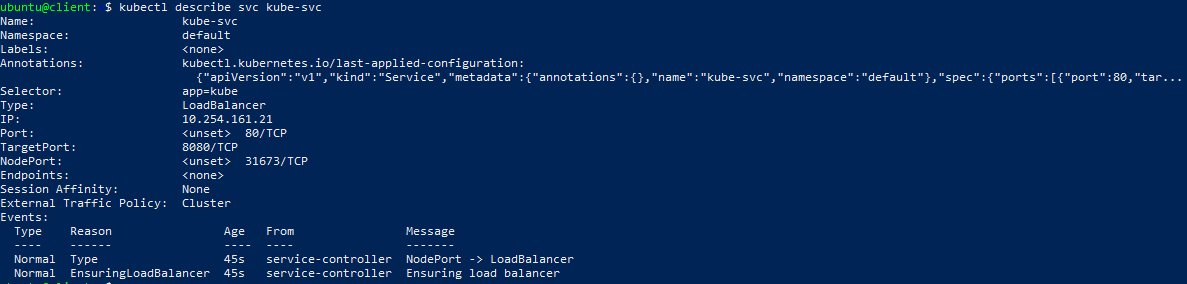 ubuntu@client: $ kubectl describe svc kube-svc
Name:                     kube-svc
Namespace:                default
Labels:                   <none>
Annotations:              kubectl.kubernetes.io/last-applied-configuration:
                            {"apiVersion":"v1","kind":"Service","metadata":{"annotations":{},"name":"kube-svc","namespace":"default"},"spec":{"ports":[{"port":80,"tar...
Selector:                 app=kube
Type:                     LoadBalancer
IP:                       10.254.161.21
Port:                     <unset>  80/TCP
TargetPort:               8080/TCP
NodePort:                 <unset>  31673/TCP
Endpoints:                <none>
Session Affinity:         None
External Traffic Policy:  Cluster
Events:
  Type    Reason                Age   From                Message
  ----    ------                ----  ----                -------
  Normal  Type                  45s   service-controller  NodePort -> LoadBalancer
  Normal  EnsuringLoadBalancer  45s   service-controller  Ensuring load balancer